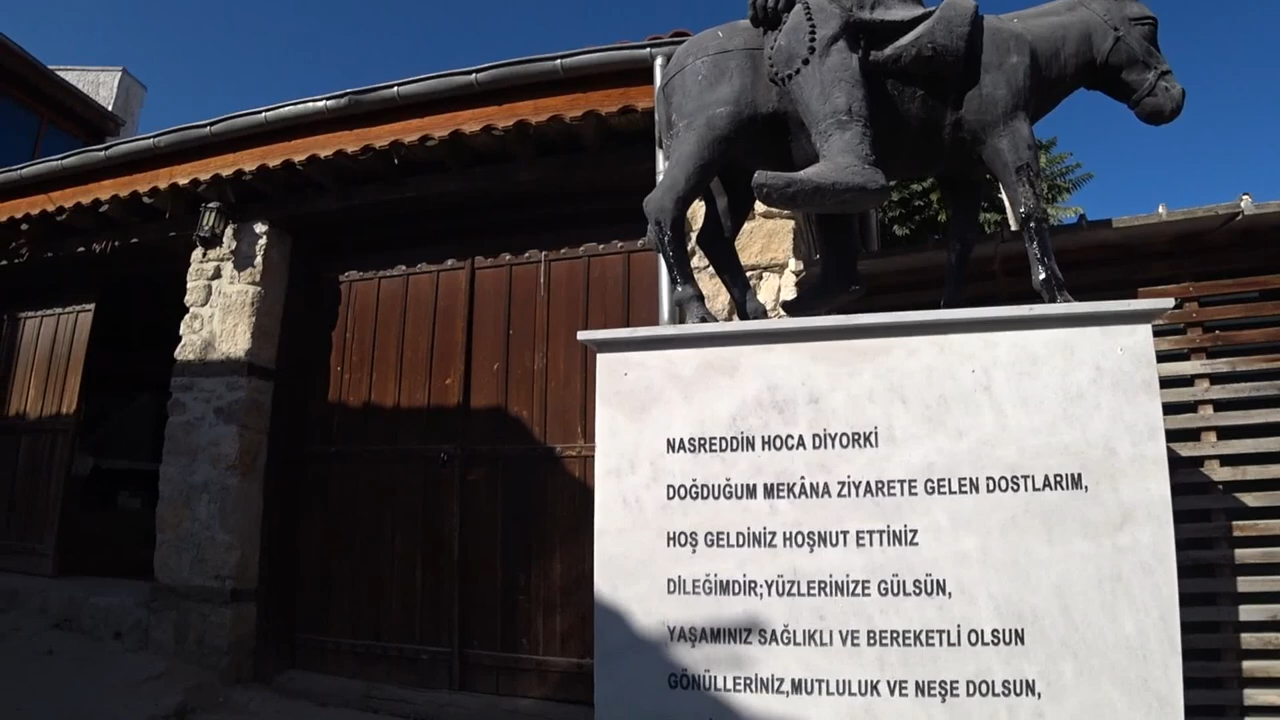 NASREDDİN HOCA DİYORKİ
DOĞDUĞUM MEKÂNA ZİYARETE GELEN DOSTLARIM,
HOŞ GELDİNİZ HOŞNUT ETTİNİZ
DİLEĞİMDİR;YÜZLERİNİZE GÜLSÜN,
YAŞAMINIZ SAĞLIKLI VE BEREKETLİ OLSUN
GÖNÜLLERİNİZ,MUTLULUK VE NEŞE DOLSUN,